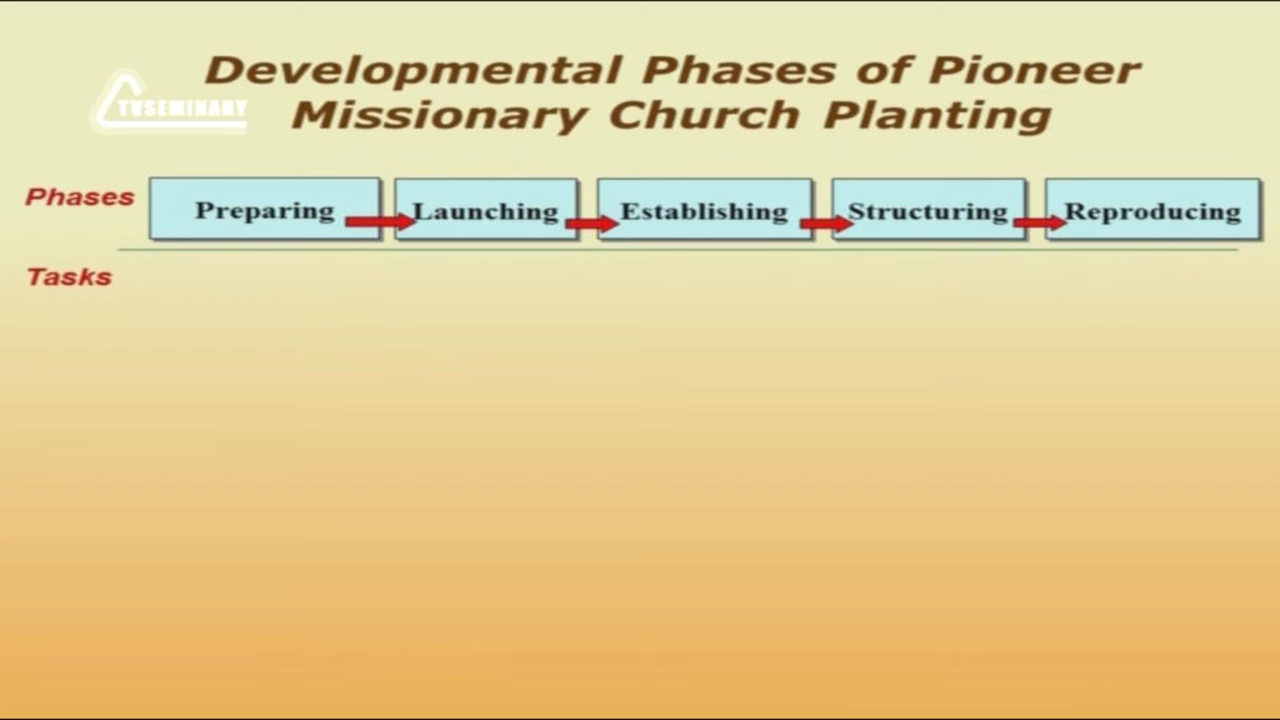 Developmental Phases of Pioneer
Missionary Church Planting
TVSEMINARY
Phases Preparing Launching Establishing Structuring Reproducing
Tasks